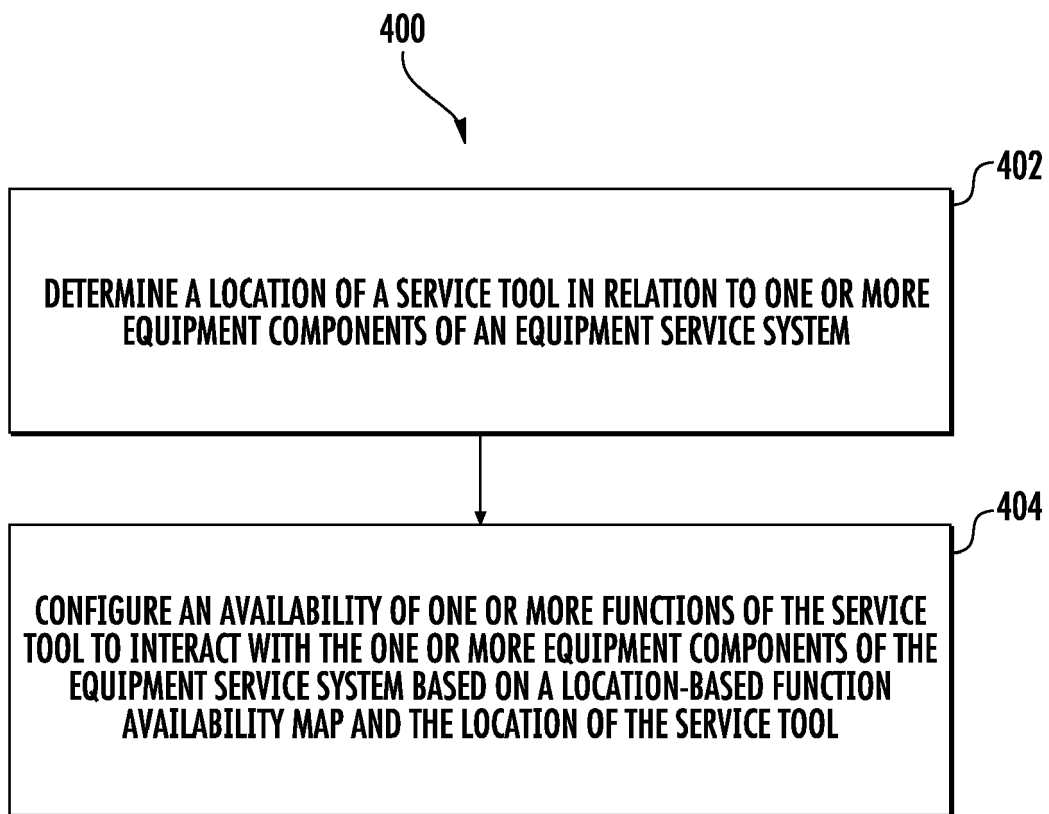 400
402
DETERMINE A LOCATION OF A SERVICE TOOL IN RELATION TO ONE OR MORE
EQUIPMENT COMPONENTS OF AN EQUIPMENT SERVICE SYSTEM
404
CONFIGURE AN AVAILABILITY OF ONE OR MORE FUNCTIONS OF THE SERVICE
TOOL TO INTERACT WITH THE ONE OR MORE EQUIPMENT COMPONENTS OF THE
EQUIPMENT SERVICE SYSTEM BASED ON A LOCATION-BASED FUNCTION
AVAILABILITY MAP AND THE LOCATION OF THE SERVICE TOOL